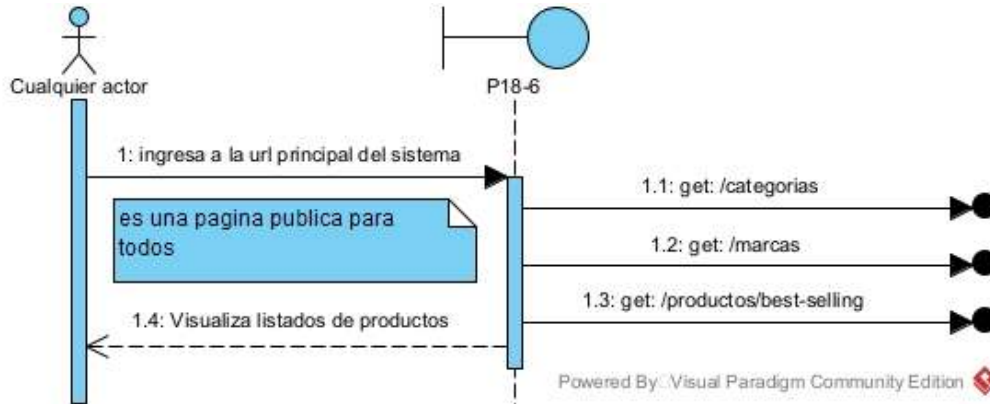 Cualquier actor
P18-6
1: ingresa a la url principal del sistema
1.1: get: /categorias
es una pagina publica para
todos
1.2: get: /marcas
1.3: get: /productos/best-selling
1.4: Visualiza listados de productos
Powered By Visual Paradigm Community Edition